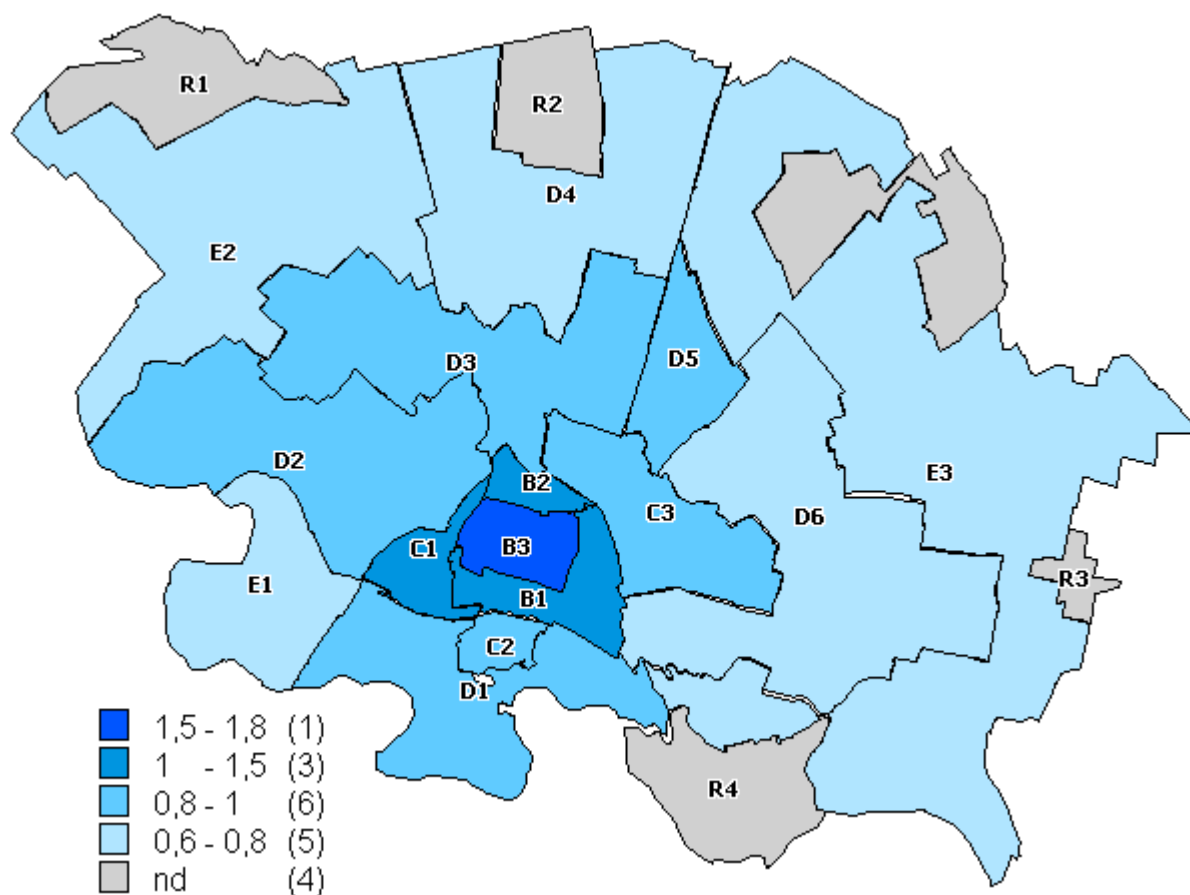 R1
R2
D4
E2
D3
D5
D2
B2
E3
C3
D6
C1
B3
E1
B1
R3
C2
D1
R4
1,5 - 1,8 (1)
1 - 1,5 (3)
0,8 - 1 (6)
0,6 - 0,8 (5)
nd (4)